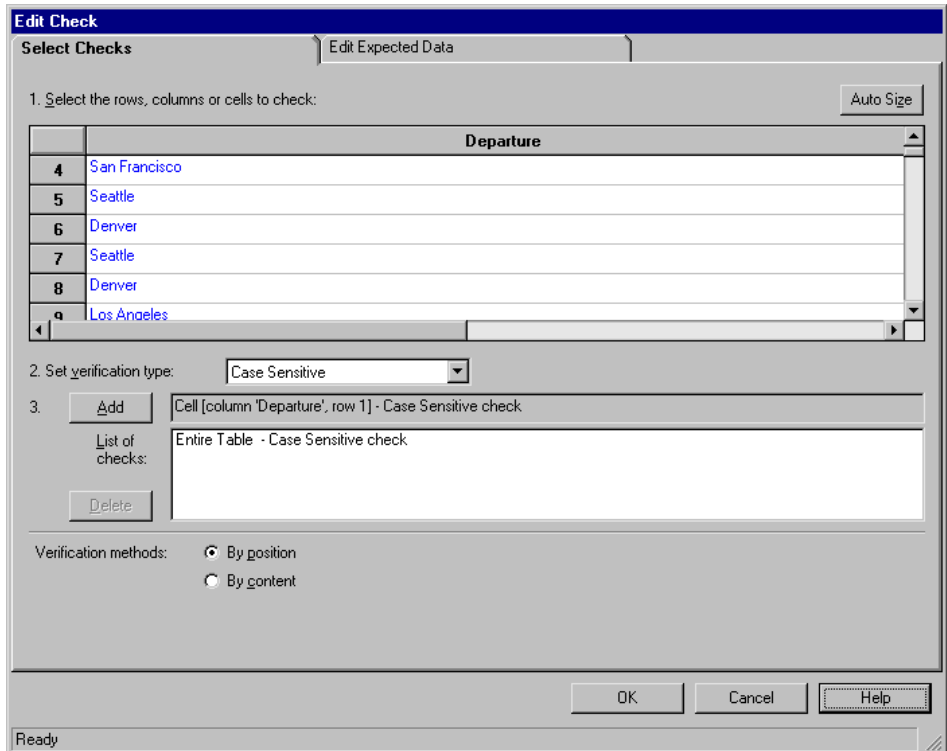 Edit Check
Select Checks
Edit Expected Data
1. Select the rows, columns or cells to check:
Auto Size
Departure
4 San Francisco
5 Seattle
6 Denver
7 Seattle
8 Denver
9 Los Angeles
2. Set verification type: Case Sensitive
3. Add Cell [column 'Departure', row 1] - Case Sensitive check
List of checks: Entire Table - Case Sensitive check
Delete
Verification methods: By position
By content
OK Cancel Help
Ready